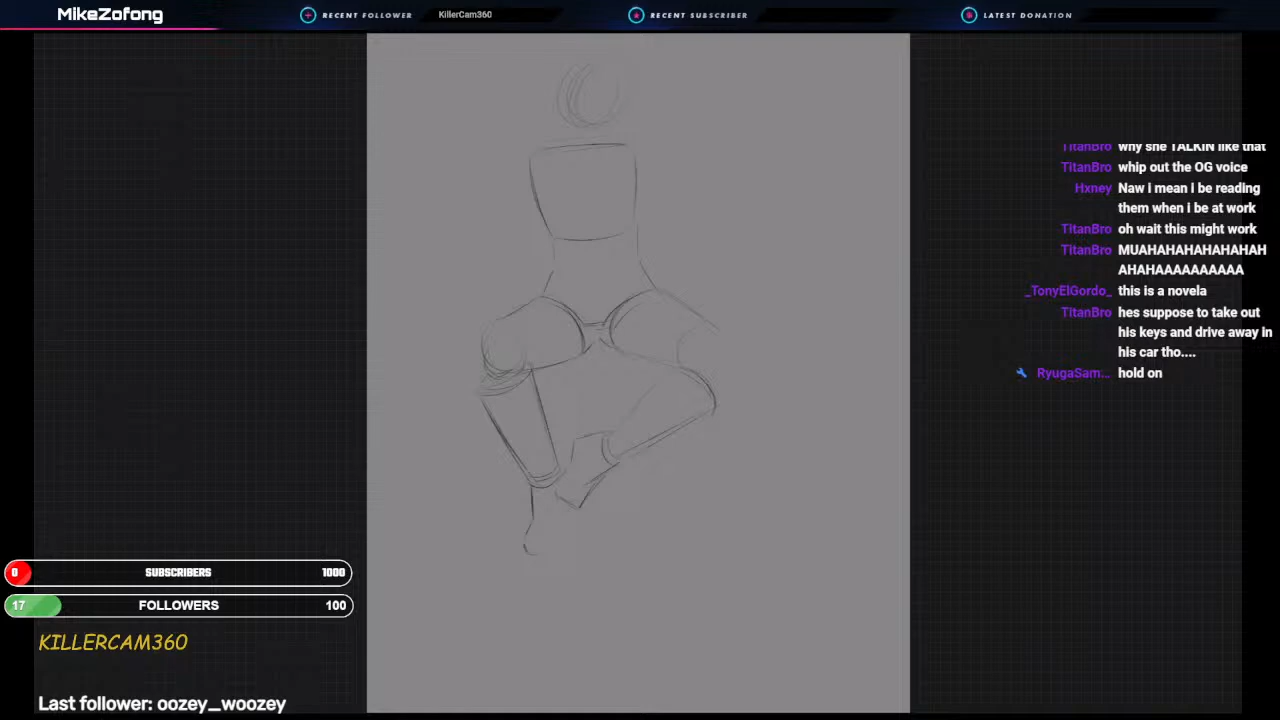 MikeZofong
RECENT FOLLOWER
KillerCam360
RECENT SUBSCRIBER
LATEST DONATION
TitanBro why she TALKIN like that
TitanBro whip out the OG voice
Hxney Naw i mean i be reading
them when i be at work
TitanBro oh wait this might work
TitanBro MUAHAHAHAHAHAH
AHAHAAAAAAAAAA
_TonyElGordo_ this is a novela
TitanBro hes suppose to take out
his keys and drive away in
his car tho....
RyugaSam... hold on
0 SUBSCRIBERS 1000
17 FOLLOWERS 100
KILLERCAM360
Last follower: oozey_woozey